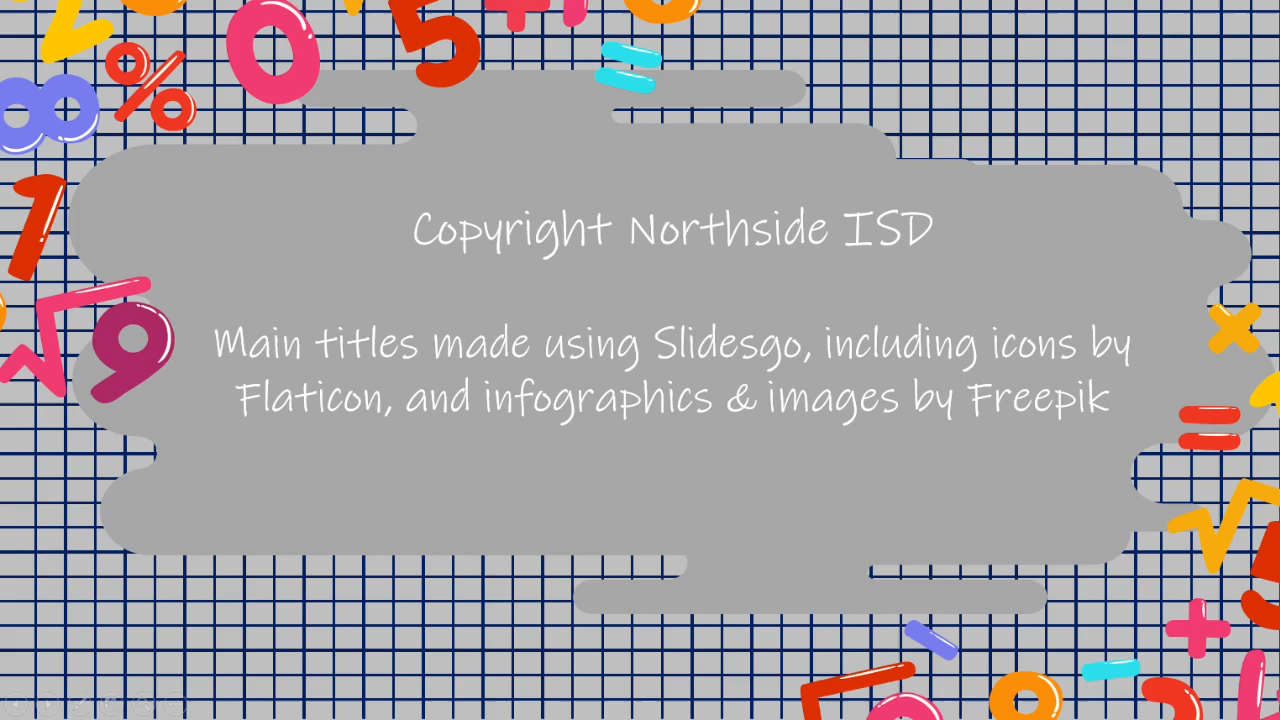 Copyright Northside ISD
Main titles made using Slidesgo, including icons by
Flaticon, and infographics & images by Freepik